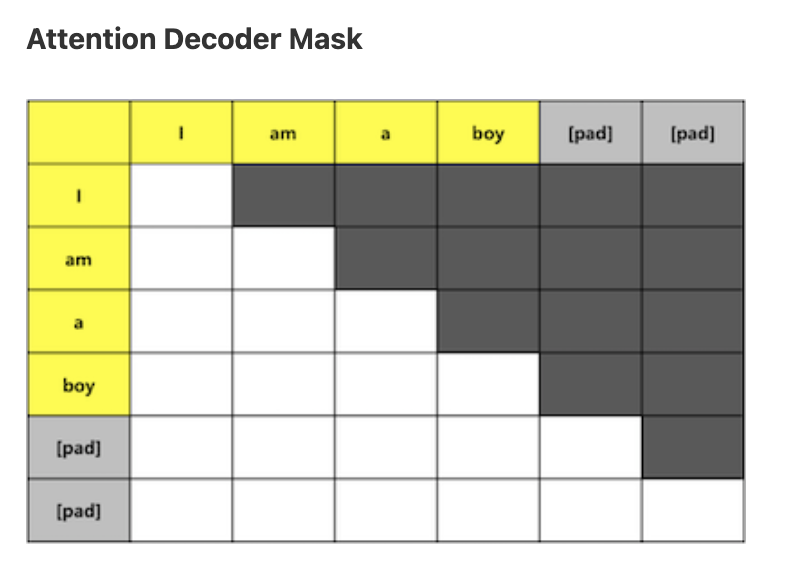 Attention Decoder Mask
I am a boy [pad] [pad]
I
am
a
boy
[pad]
[pad]